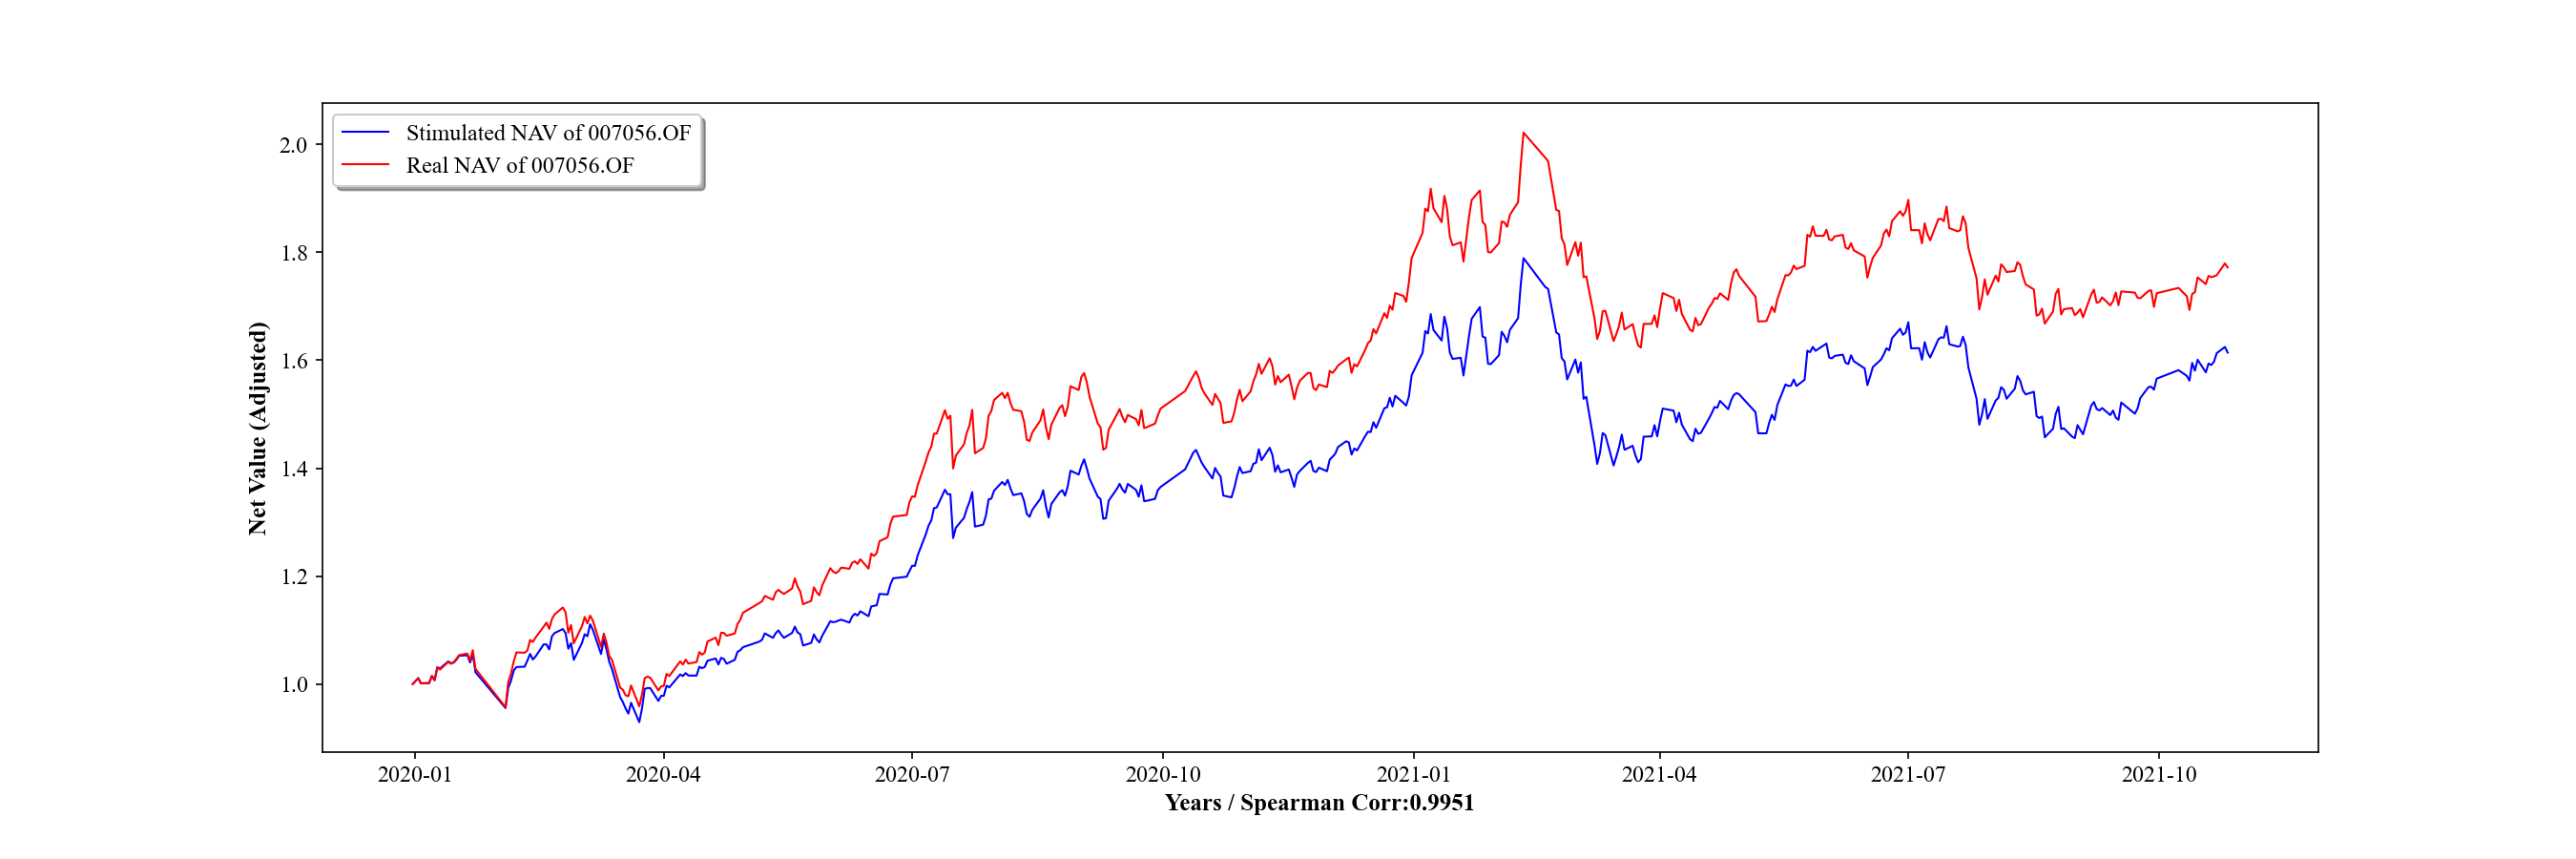 Stimulated NAV of 007056.OF
Real NAV of 007056.OF
Net Value (Adjusted)
2.0
1.8
1.6
1.4
1.2
1.0
2020-01 2020-04 2020-07 2020-10 2021-01 2021-04 2021-07 2021-10
Years / Spearman Corr:0.9951